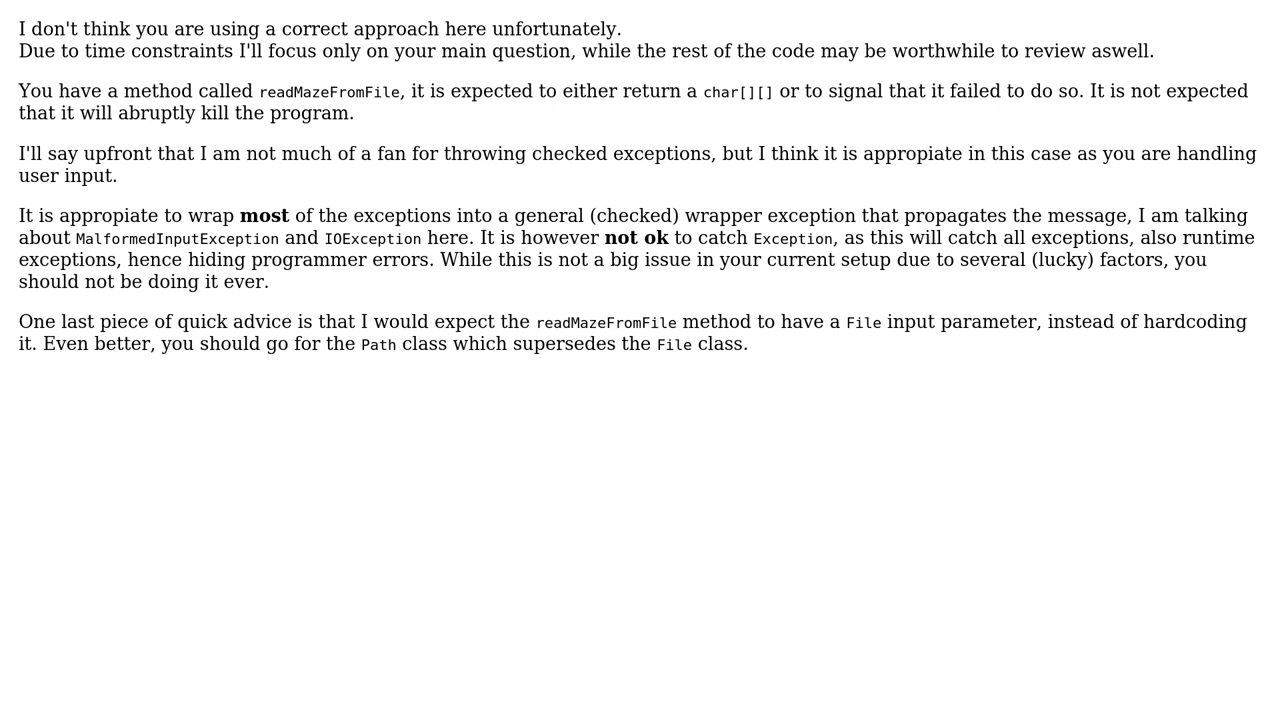 I don't think you are using a correct approach here unfortunately.
Due to time constraints I'll focus only on your main question, while the rest of the code may be worthwhile to review aswell.
You have a method called readMazeFromFile, it is expected to either return a char[][] or to signal that it failed to do so. It is not expected
that it will abruptly kill the program.
I'll say upfront that I am not much of a fan for throwing checked exceptions, but I think it is appropiate in this case as you are handling
user input.
It is appropiate to wrap most of the exceptions into a general (checked) wrapper exception that propagates the message, I am talking
about MalformedInputException and IOException here. It is however not ok to catch Exception, as this will catch all exceptions, also runtime
exceptions, hence hiding programmer errors. While this is not a big issue in your current setup due to several (lucky) factors, you
should not be doing it ever.
One last piece of quick advice is that I would expect the readMazeFromFile method to have a File input parameter, instead of hardcoding
it. Even better, you should go for the Path class which supersedes the File class.